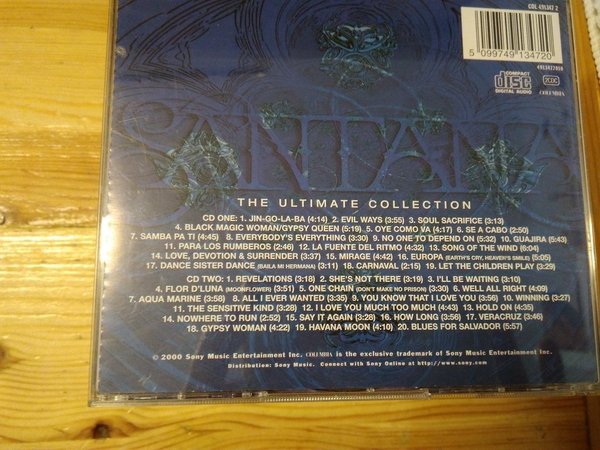 COL 491347 2
5 099749 134720
4913472000
COMPACT
disc
DIGITAL AUDIO
2CDC
COLUMBIA
SANTANA
THE ULTIMATE COLLECTION
CD ONE: 1. JIN-GO-LA-BA (4:14) 2. EVIL WAYS (3:55) 3. SOUL SACRIFICE (3:13)
4. BLACK MAGIC WOMAN/GYPSY QUEEN (5:19) 5. OYE COMO VA (4:17) 6. SE A CABO (2:50)
7. SAMBA PA TI (4:45) 8. EVERYBODY'S EVERYTHING (3:30) 9. NO ONE TO DEPEND ON (5:32) 10. GUAJIRA (5:43)
11. PARA LOS RUMBEROS (2:46) 12. LA FUENTE DEL RITMO (4:32) 13. SONG OF THE WIND (6:04)
14. LOVE, DEVOTION & SURRENDER (3:37) 15. MIRAGE (4:42) 16. EUROPA (EARTH'S CRY, HEAVEN'S SMILE) (5:05)
17. DANCE SISTER DANCE (BAILA MI HERMANA) (3:11) 18. CARNAVAL (2:15) 19. LET THE CHILDREN PLAY (3:29)
CD TWO: 1. REVELATIONS (3:18) 2. SHE'S NOT THERE (3:19) 3. I'LL BE WAITING (3:10)
4. FLOR D'LUNA (MOONFLOWER) (3:05) 5. ONE CHAIN (DON'T MAKE NO PRISON) (3:30) 6. WELL ALL RIGHT (4:09)
7. AQUA MARINE (3:58) 8. ALL I EVER WANTED (3:35) 9. YOU KNOW THAT I LOVE YOU (3:56) 10. WINNING (3:27)
11. THE SENSITIVE KIND (3:28) 12. I LOVE YOU MUCH TOO MUCH (4:43) 13. HOLD ON (4:35)
14. NOWHERE TO RUN (2:52) 15. SAY IT AGAIN (3:28) 16. HOW LONG (3:56) 17. VERACRUZ (3:46)
18. GYPSY WOMAN (4:22) 19. HAVANA MOON (4:10) 20. BLUES FOR SALVADOR (5:57)
© 2000 Sony Music Entertainment Inc. COLUMBIA is the exclusive trademark of Sony Music Entertainment Inc.
Distribution: Sony Music. Connect with Sony Online at http://www.sony.com